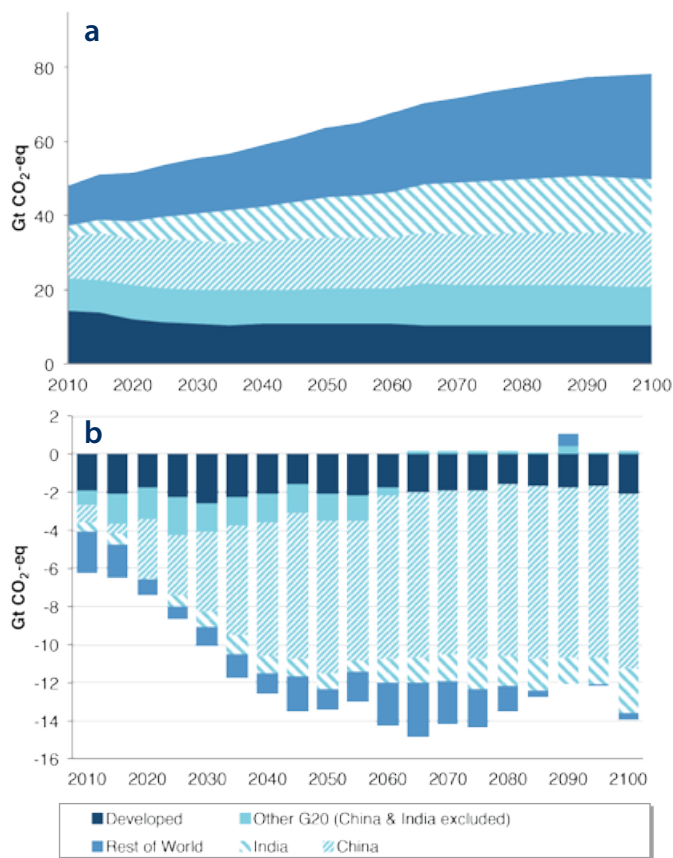 a
80
60
40
20
0
Gt CO₂-eq
2010 2020 2030 2040 2050 2060 2070 2080 2090 2100
b
2
0
-2
-4
-6
-8
-10
-12
-14
-16
Gt CO₂-eq
2010 2020 2030 2040 2050 2060 2070 2080 2090 2100
Developed Other G20 (China & India excluded)
Rest of World India China